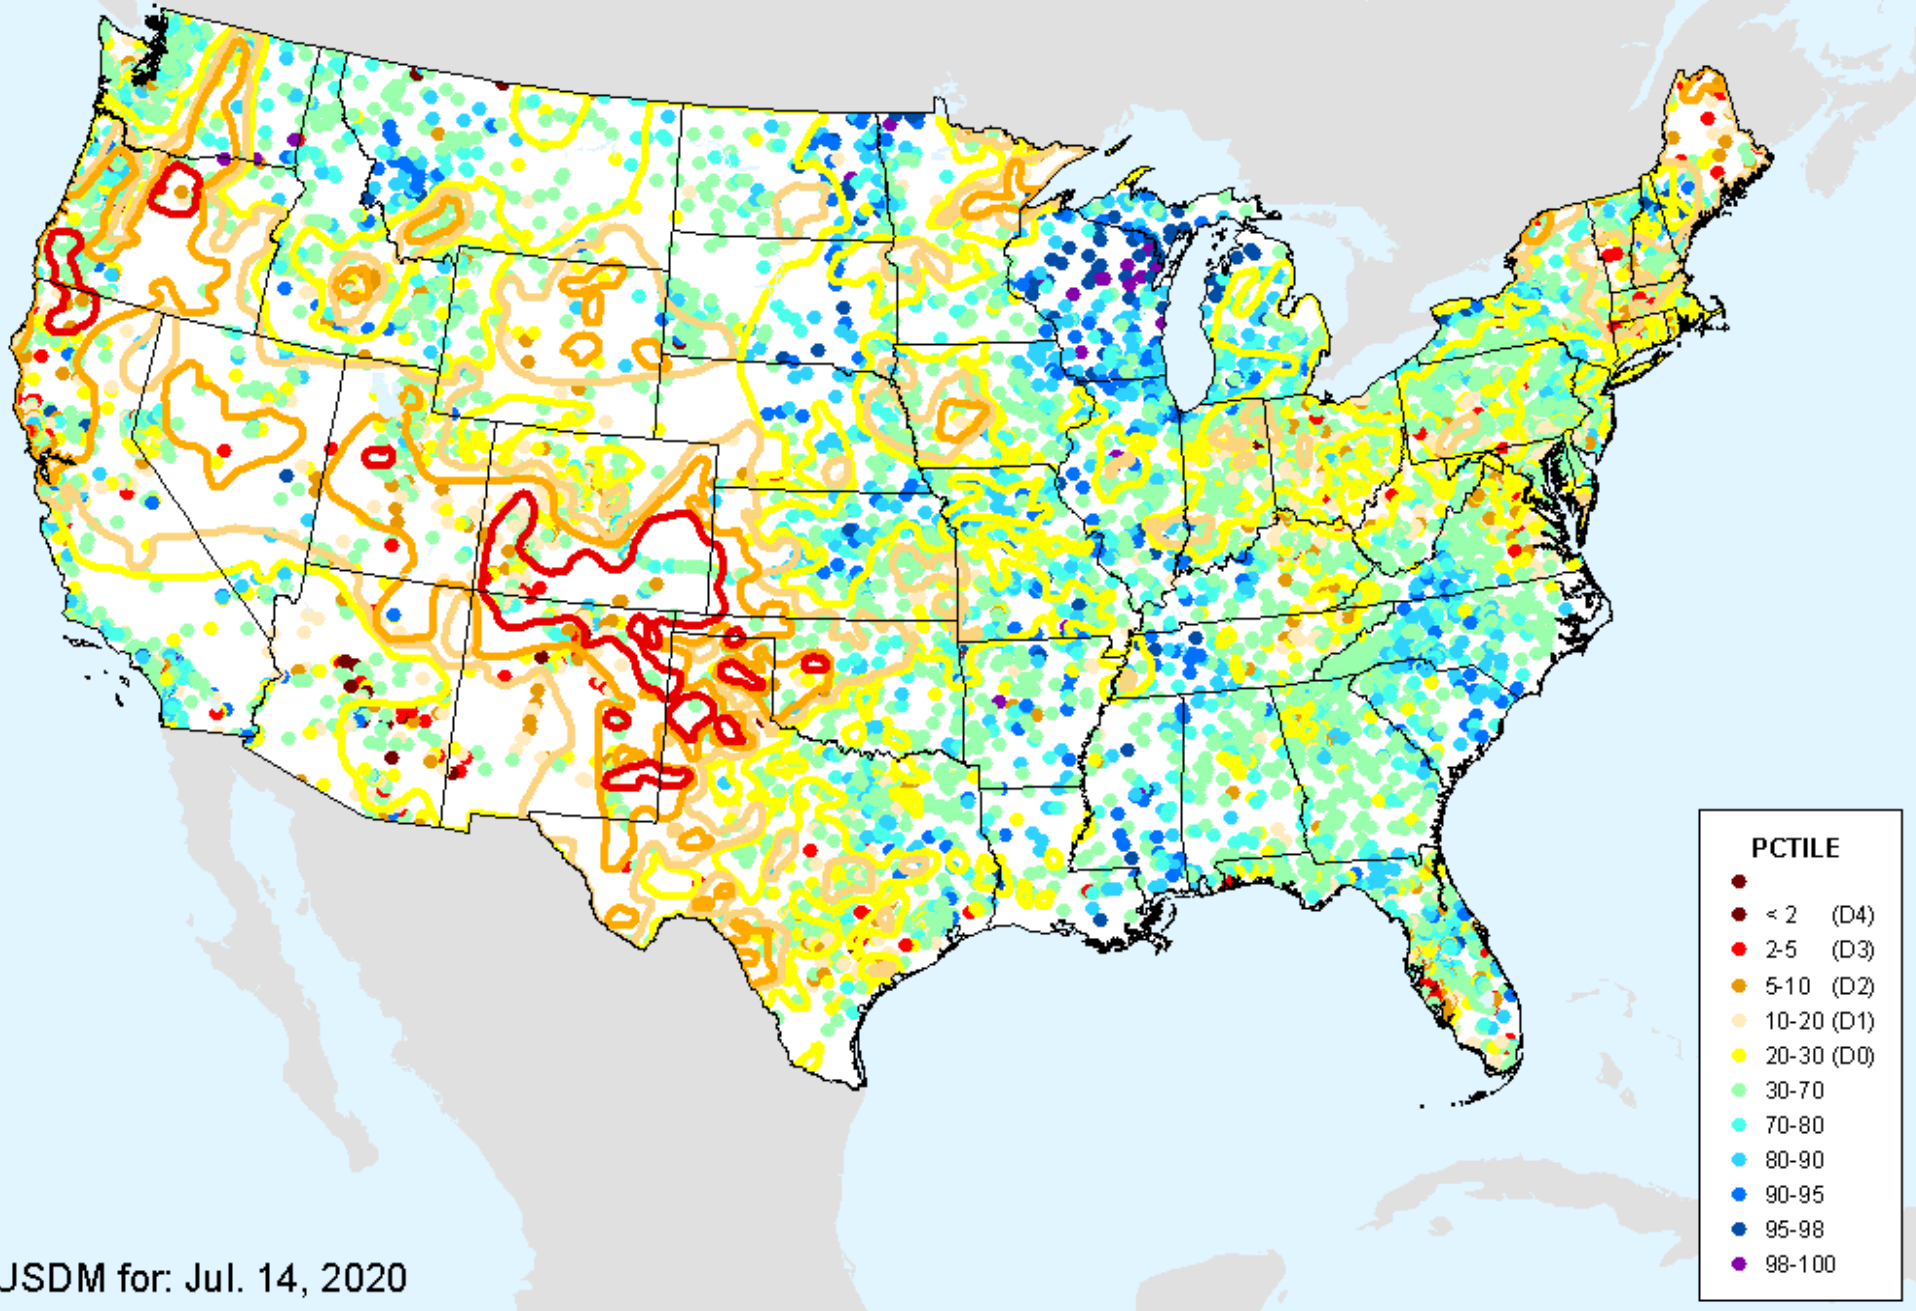 PCTILE
< 2 (D4)
2-5 (D3)
5-10 (D2)
10-20 (D1)
20-30 (D0)
30-70
70-80
80-90
90-95
95-98
98-100
USDM for: Jul. 14, 2020